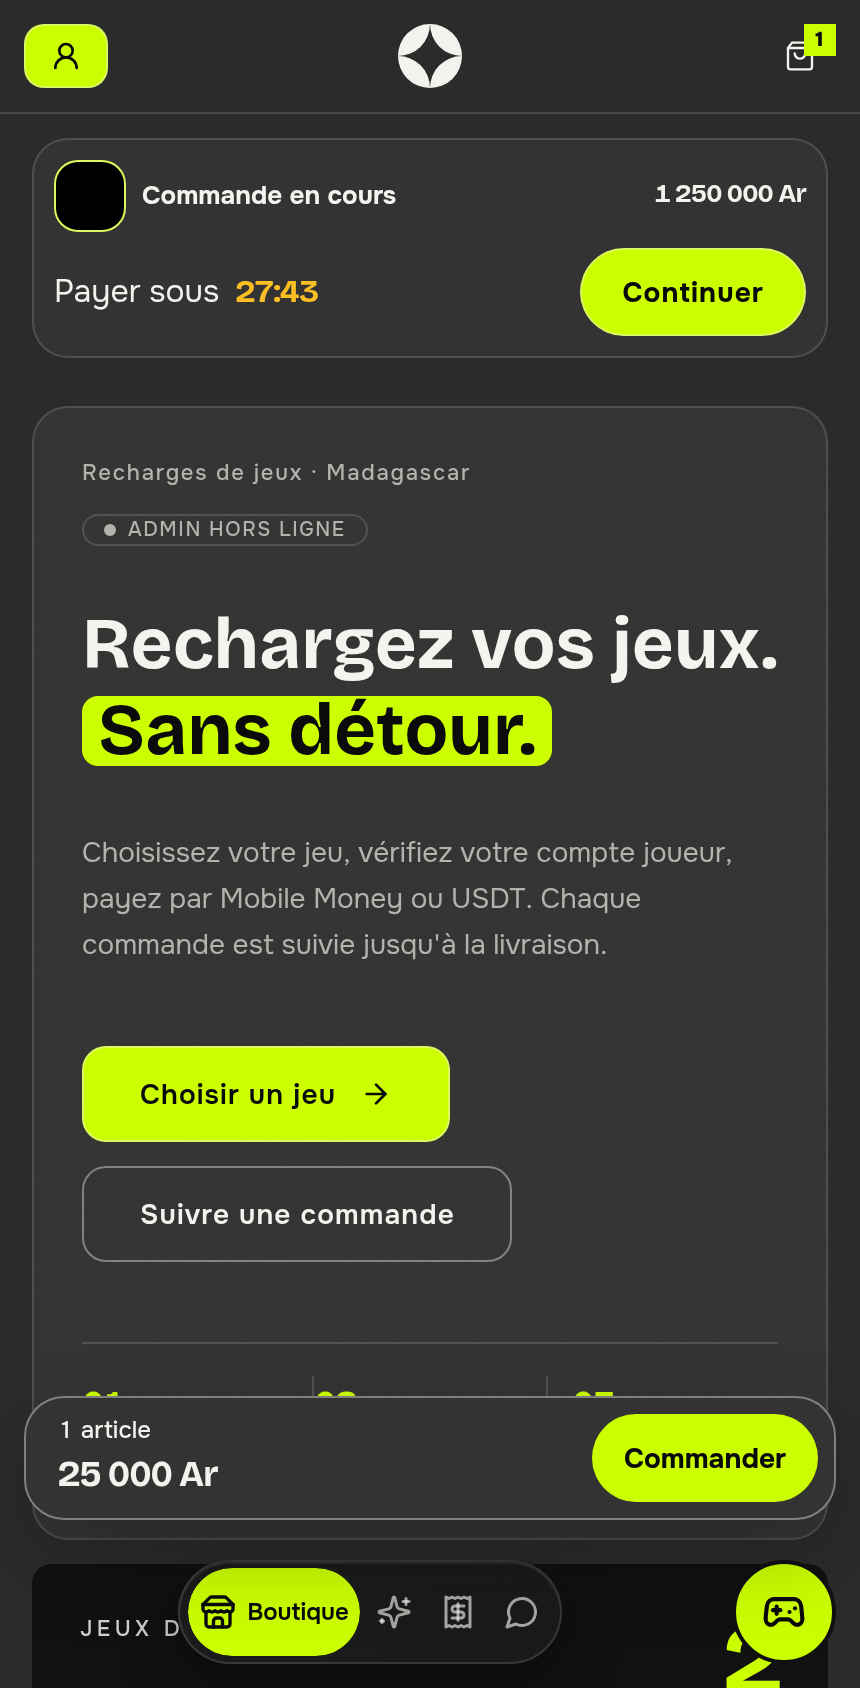 1
Commande en cours
1 250 000 Ar
Payer sous 27:43
Continuer
Recharges de jeux · Madagascar
ADMIN HORS LIGNE
Rechargez vos jeux.
Sans détour.
Choisissez votre jeu, vérifiez votre compte joueur,
payez par Mobile Money ou USDT. Chaque
commande est suivie jusqu'à la livraison.
Choisir un jeu
Suivre une commande
1 article
25 000 Ar
Commander
JEUX D
Boutique